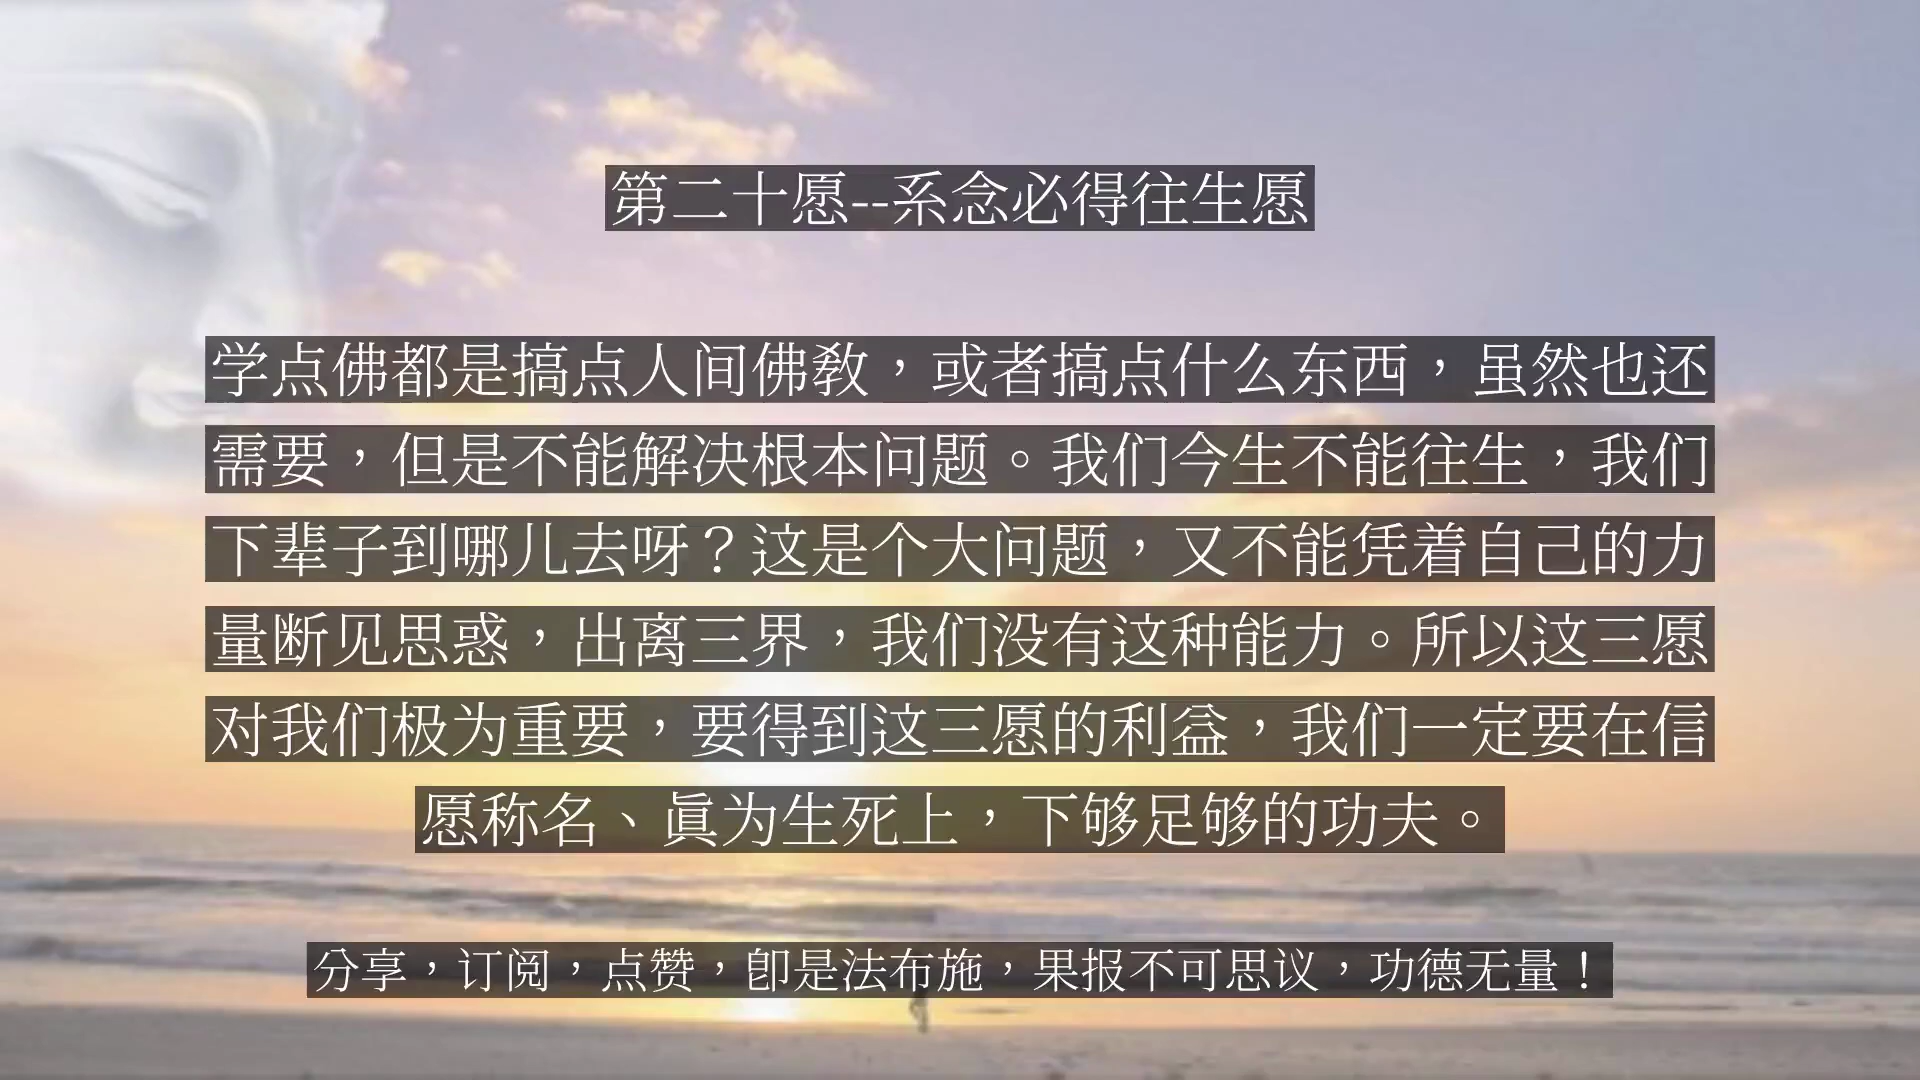 第二十愿--系念必得往生愿
学点佛都是搞点人间佛教，或者搞点什么东西，虽然也还
需要，但是不能解决根本问题。我们今生不能往生，我们
下辈子到哪儿去呀？这是个大问题，又不能凭着自己的力
量断见思惑，出离三界，我们没有这种能力。所以这三愿
对我们极为重要，要得到这三愿的利益，我们一定要在信
愿称名、眞为生死上，下够足够的功夫。
分享，订阅，点赞，卽是法布施，果报不可思议，功德无量！